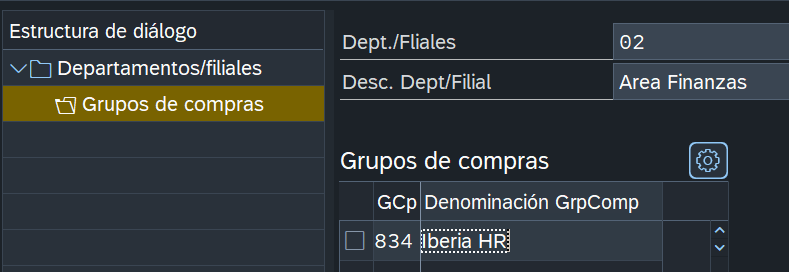 Estructura de diálogo
Departamentos/filiales
Grupos de compras
Dept./Fliales 02
Desc. Dept/Filial Area Finanzas
Grupos de compras
GCp Denominación GrpComp
834 Iberia HR